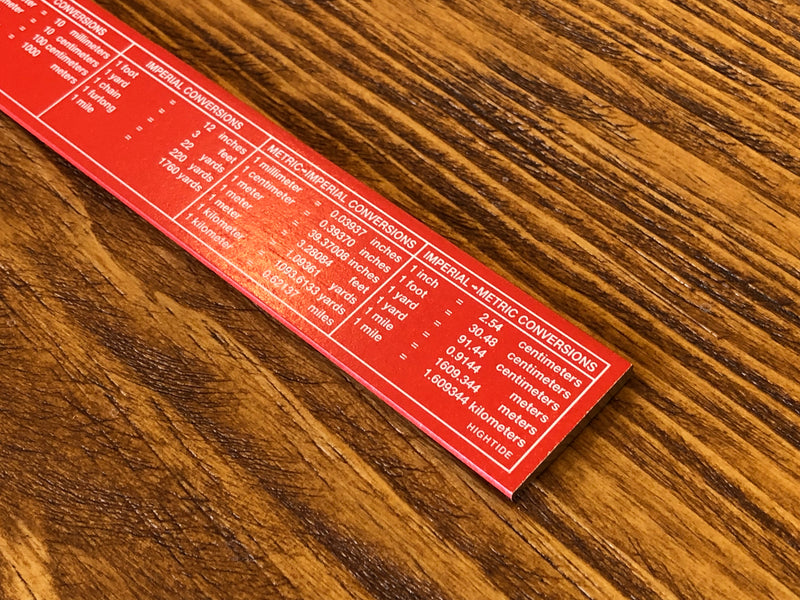 CONVERSIONS
= 10 millimeters
= 10 centimeters
= 100 centimeters
= 1000 meters
IMPERIAL CONVERSIONS
1 foot = 12 inches
1 yard = 3 feet
1 chain = 22 yards
1 furlong = 220 yards
1 mile = 1760 yards
METRIC→IMPERIAL CONVERSIONS
1 millimeter = 0.03937 inches
1 centimeter = 0.39370 inches
1 meter = 39.37008 inches
1 meter = 3.28084 feet
1 meter = 1.09361 yards
1 kilometer = 1093.6133 yards
1 kilometer = 0.62137 miles
IMPERIAL→METRIC CONVERSIONS
1 inch = 2.54 centimeters
1 foot = 30.48 centimeters
1 yard = 91.44 centimeters
1 yard = 0.9144 meters
1 mile = 1609.344 meters
1 mile = 1.609344 kilometers
HIGHTIDE